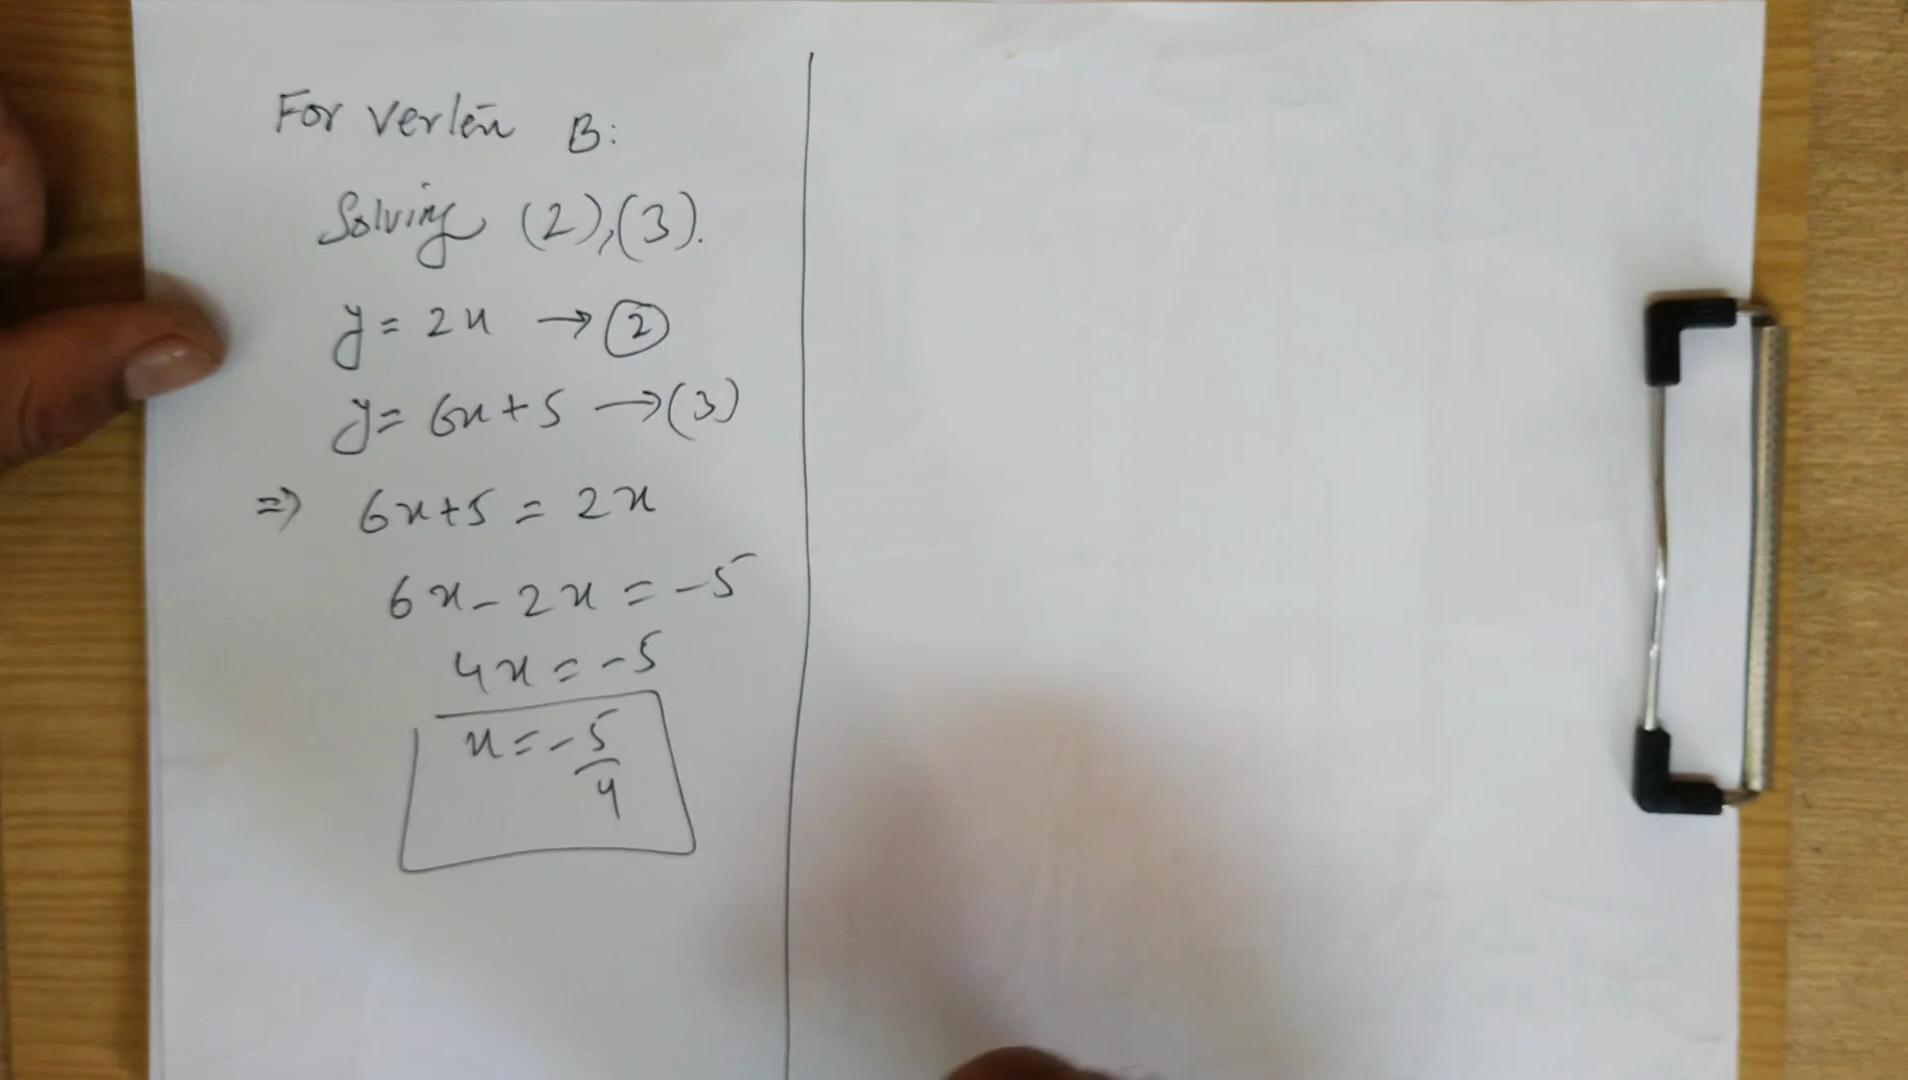 For vertex B:
Solving (2),(3).
y = 2x → ②
y = 6x + 5 → (3)
⇒ 6x+5 = 2x
6x - 2x = -5
4x = -5
x = -5/4